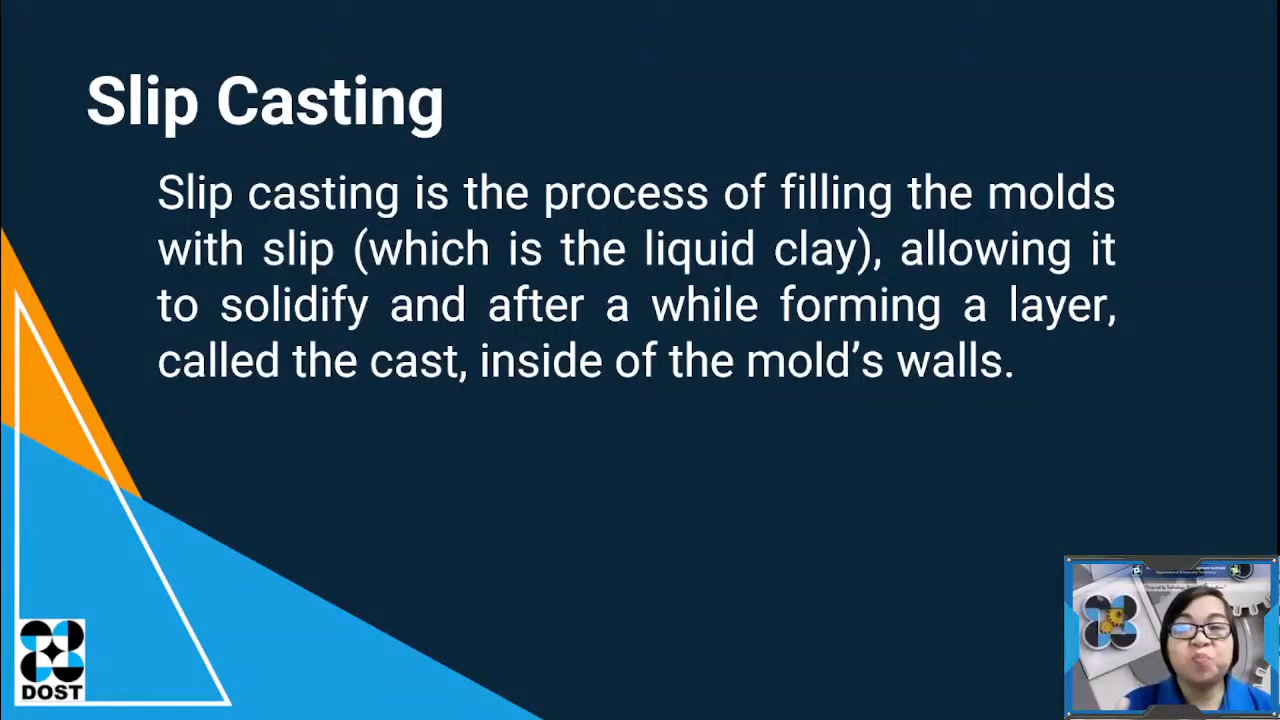 Slip Casting
Slip casting is the process of filling the molds
with slip (which is the liquid clay), allowing it
to solidify and after a while forming a layer,
called the cast, inside of the mold’s walls.
DOST